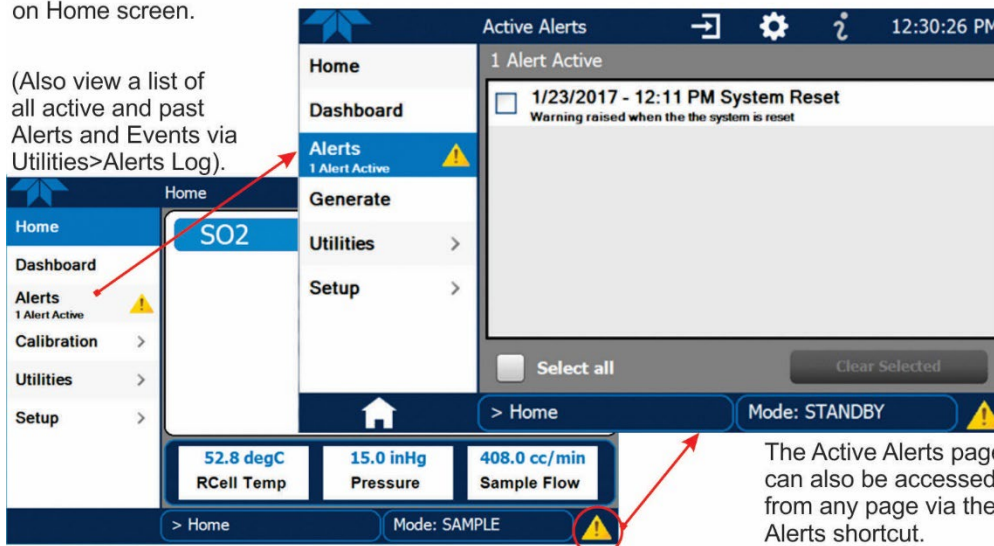 on Home screen.
(Also view a list of
all active and past
Alerts and Events via
Utilities>Alerts Log).
Active Alerts
12:30:26 PM
Home
Dashboard
Alerts
1 Alert Active
Generate
Utilities
Setup
1 Alert Active
1/23/2017 - 12:11 PM System Reset
Warning raised when the the system is reset
Select all
Clear Selected
> Home
Mode: STANDBY
Home
Home
Dashboard
Alerts
1 Alert Active
Calibration
Utilities
Setup
SO2
52.8 degC
RCell Temp
15.0 inHg
Pressure
408.0 cc/min
Sample Flow
> Home
Mode: SAMPLE
The Active Alerts page
can also be accessed
from any page via the
Alerts shortcut.